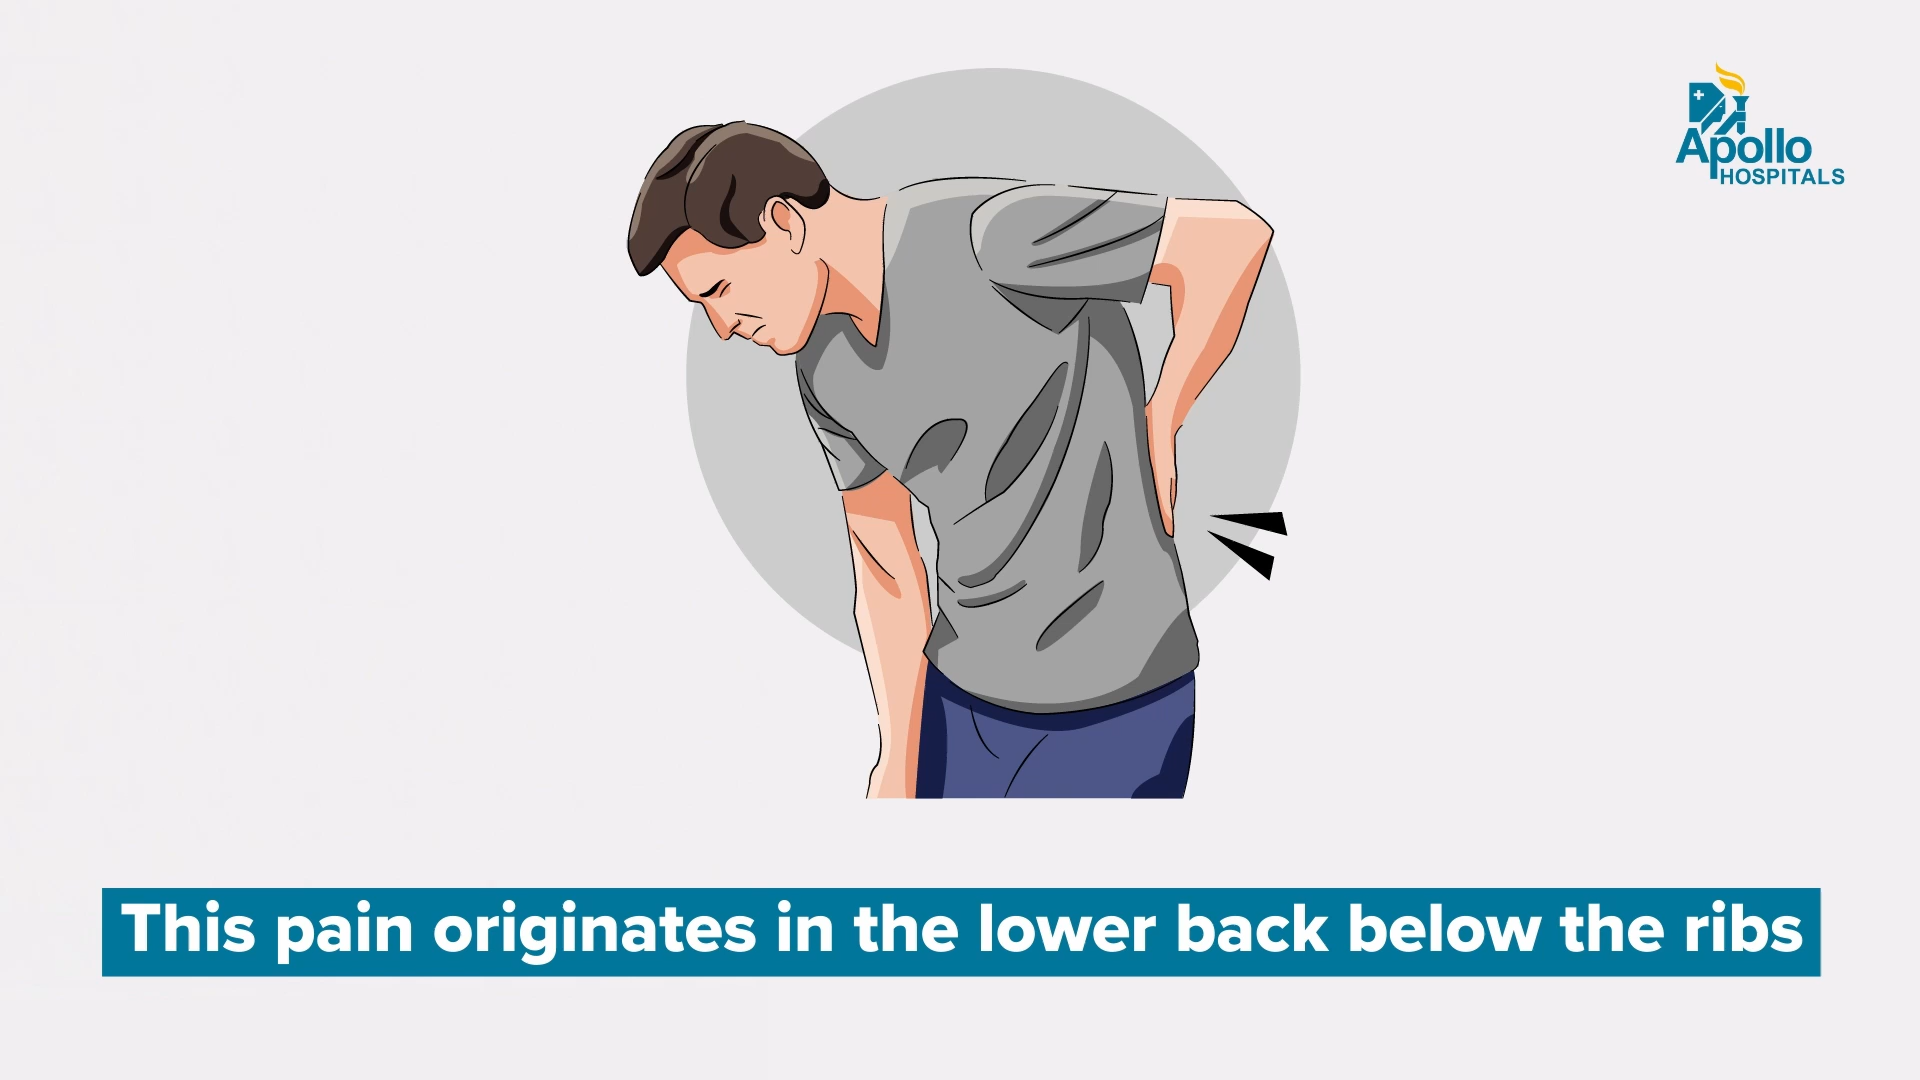 Apollo
HOSPITALS
This pain originates in the lower back below the ribs